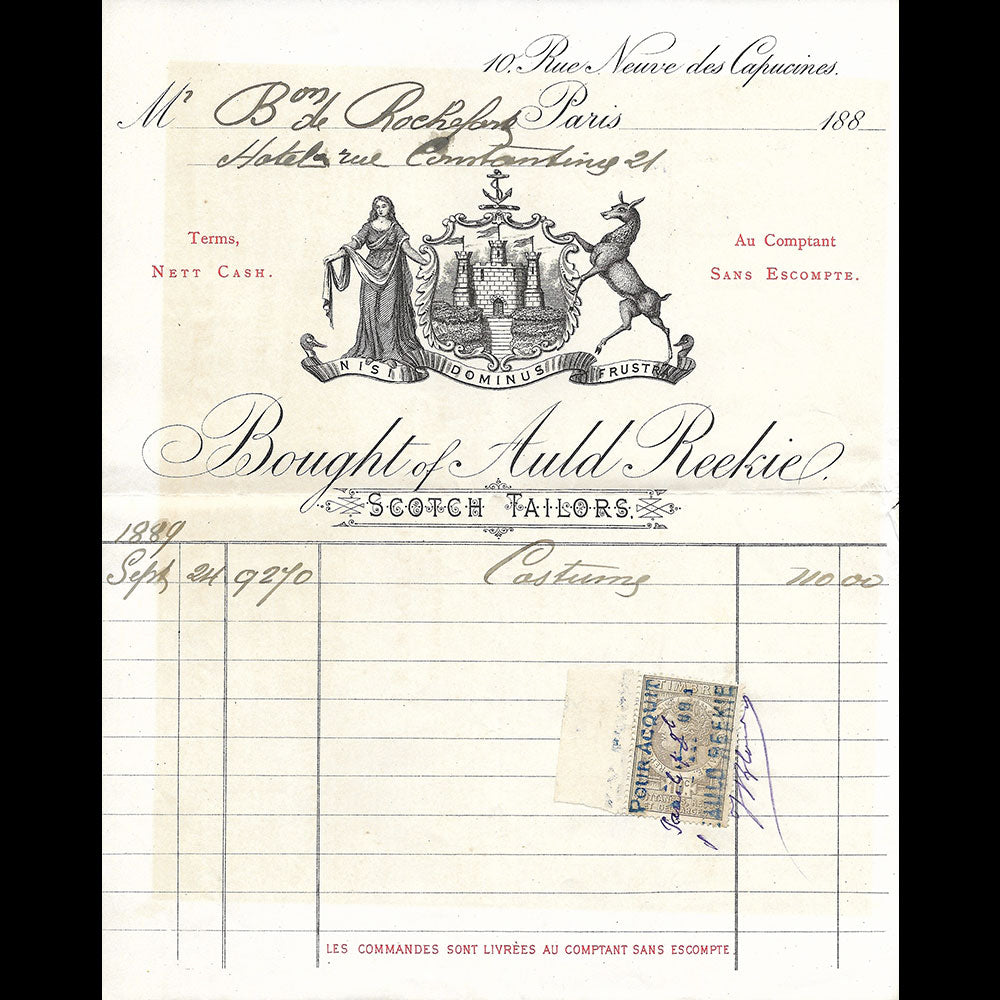 10. Rue Neuve des Capucines.
Mr Bon de Rochefort Paris 188
Hotel rue Constantine 21
Terms,
NETT CASH.
Au Comptant
SANS ESCOMPTE.
NISI DOMINUS FRUSTRA
Bought of Auld Reekie.
SCOTCH TAILORS.
1889
Sept 24 9270 Costume 110 00
TIMBRE
POUR ACQUIT
AULD REEKIE
LES COMMANDES SONT LIVRÈES AU COMPTANT SANS ESCOMPTE.